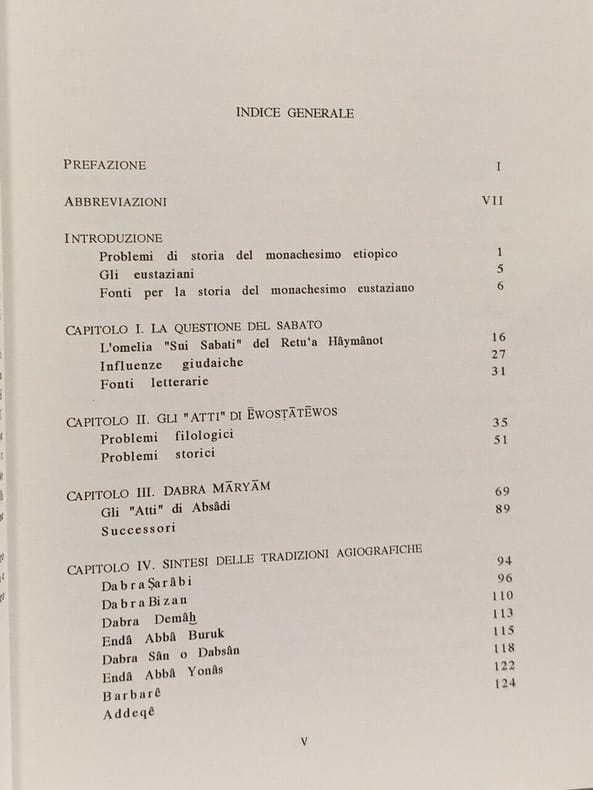 INDICE GENERALE
PREFAZIONE I
ABBREVIAZIONI VII
INTRODUZIONE
Problemi di storia del monachesimo etiopico 1
Gli eustaziani 5
Fonti per la storia del monachesimo eustaziano 6
CAPITOLO I. LA QUESTIONE DEL SABATO
L'omelia "Sui Sabati" del Retu‘a Hâymânot 16
Influenze giudaiche 27
Fonti letterarie 31
CAPITOLO II. GLI "ATTI" DI ĒWOSṬĀTĒWOS
Problemi filologici 35
Problemi storici 51
CAPITOLO III. DABRA MĀRYĀM
Gli "Atti" di Absâdi 69
Successori 89
CAPITOLO IV. SINTESI DELLE TRADIZIONI AGIOGRAFICHE
Dabra Ṣarâbi 94
Dabra Bizan 96
Dabra Demâẖ 110
Endâ Abbâ Buruk 113
Dabra Sân o Dabsân 115
Endâ Abbâ Yonâs 118
Barbarê 122
Addeqê 124
V